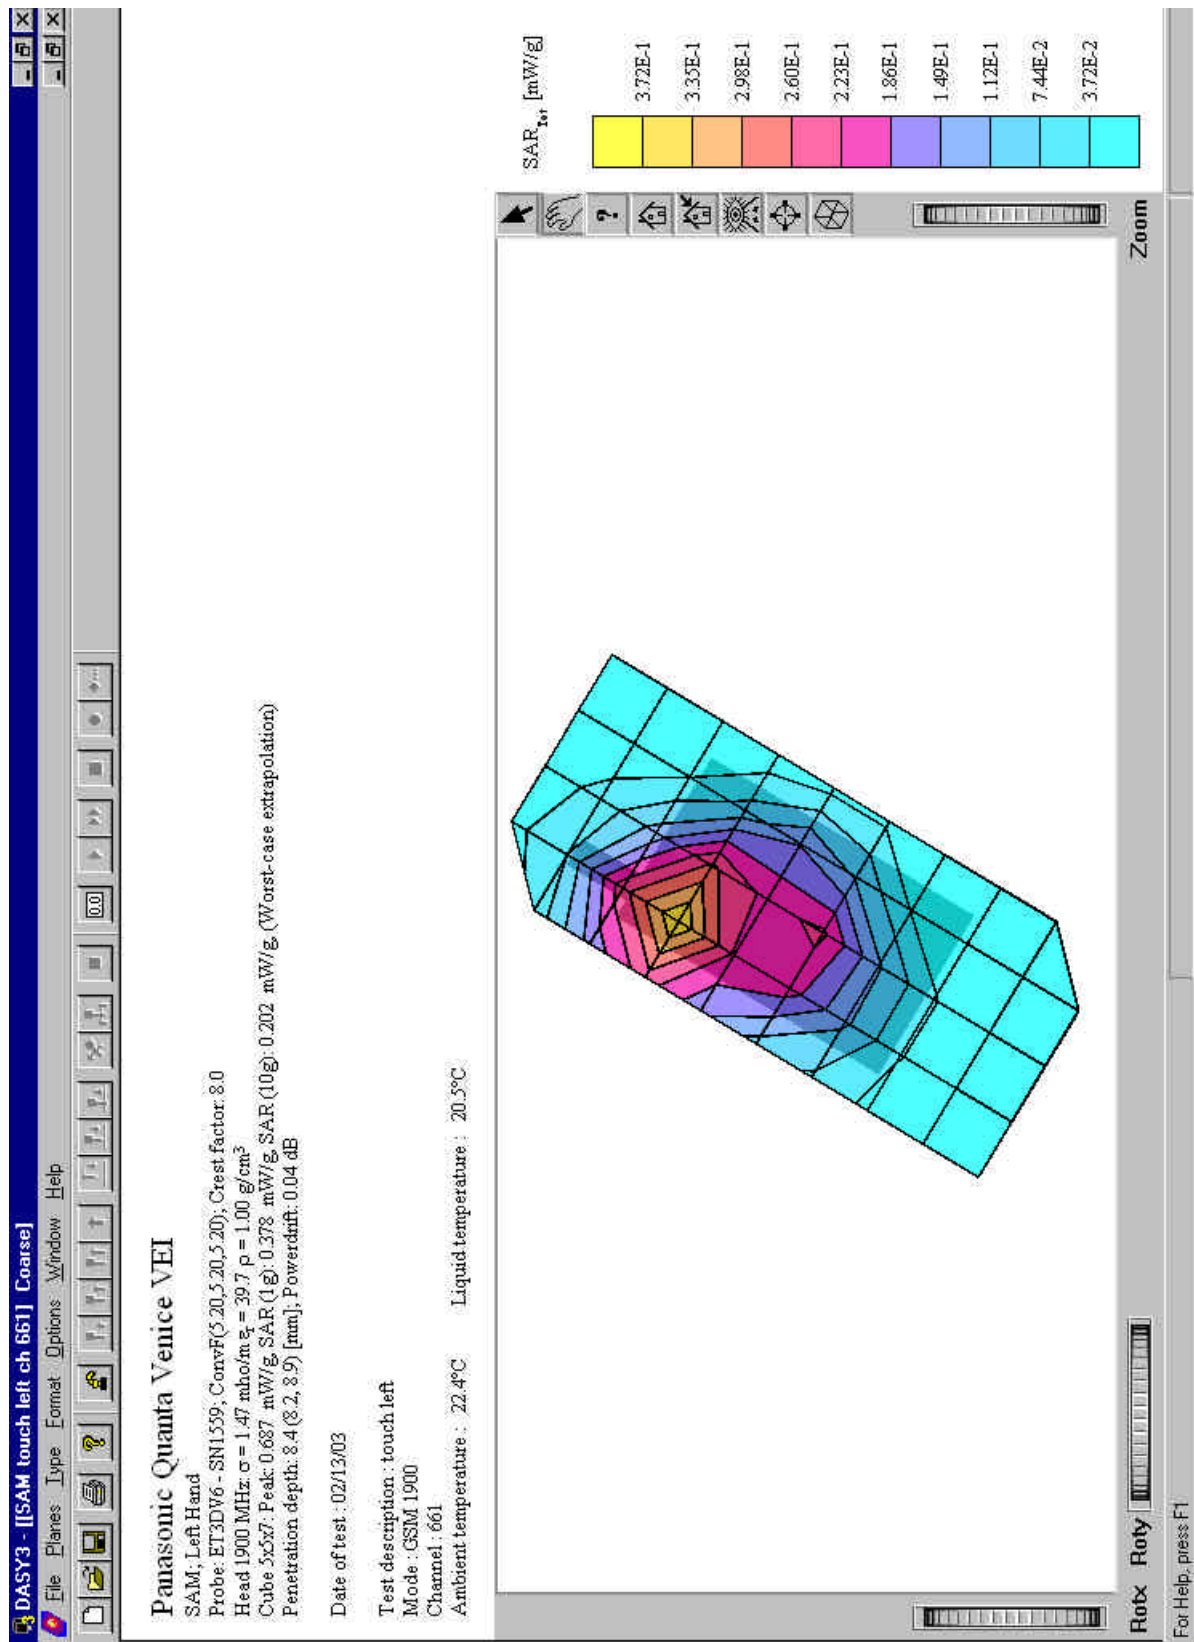 DASY3 - [[SAM touch left ch 661] Coarse]
File Planes Type Format Options Window Help
0.0
Panasonic Quanta Venice VEI
SAM; Left Hand
Probe: ET3DV6 - SN1559; ConvF(5.20,5.20,5.20); Crest factor: 8.0
Head 1900 MHz: σ = 1.47 mho/m εr = 39.7 ρ = 1.00 g/cm³
Cube 5x5x7: Peak: 0.687 mW/g, SAR (1g): 0.378 mW/g, SAR (10g): 0.202 mW/g, (Worst-case extrapolation)
Penetration depth: 8.4 (8.2, 8.9) [mm]; Powerdrift: 0.04 dB
Date of test : 02/13/03
Test description : touch left
Mode : GSM 1900
Channel : 661
Ambient temperature : 22.4°C Liquid temperature : 20.5°C
SARTot [mW/g]
3.72E-1
3.35E-1
2.98E-1
2.60E-1
2.23E-1
1.86E-1
1.49E-1
1.12E-1
7.44E-2
3.72E-2
Rotx Roty Zoom
For Help, press F1